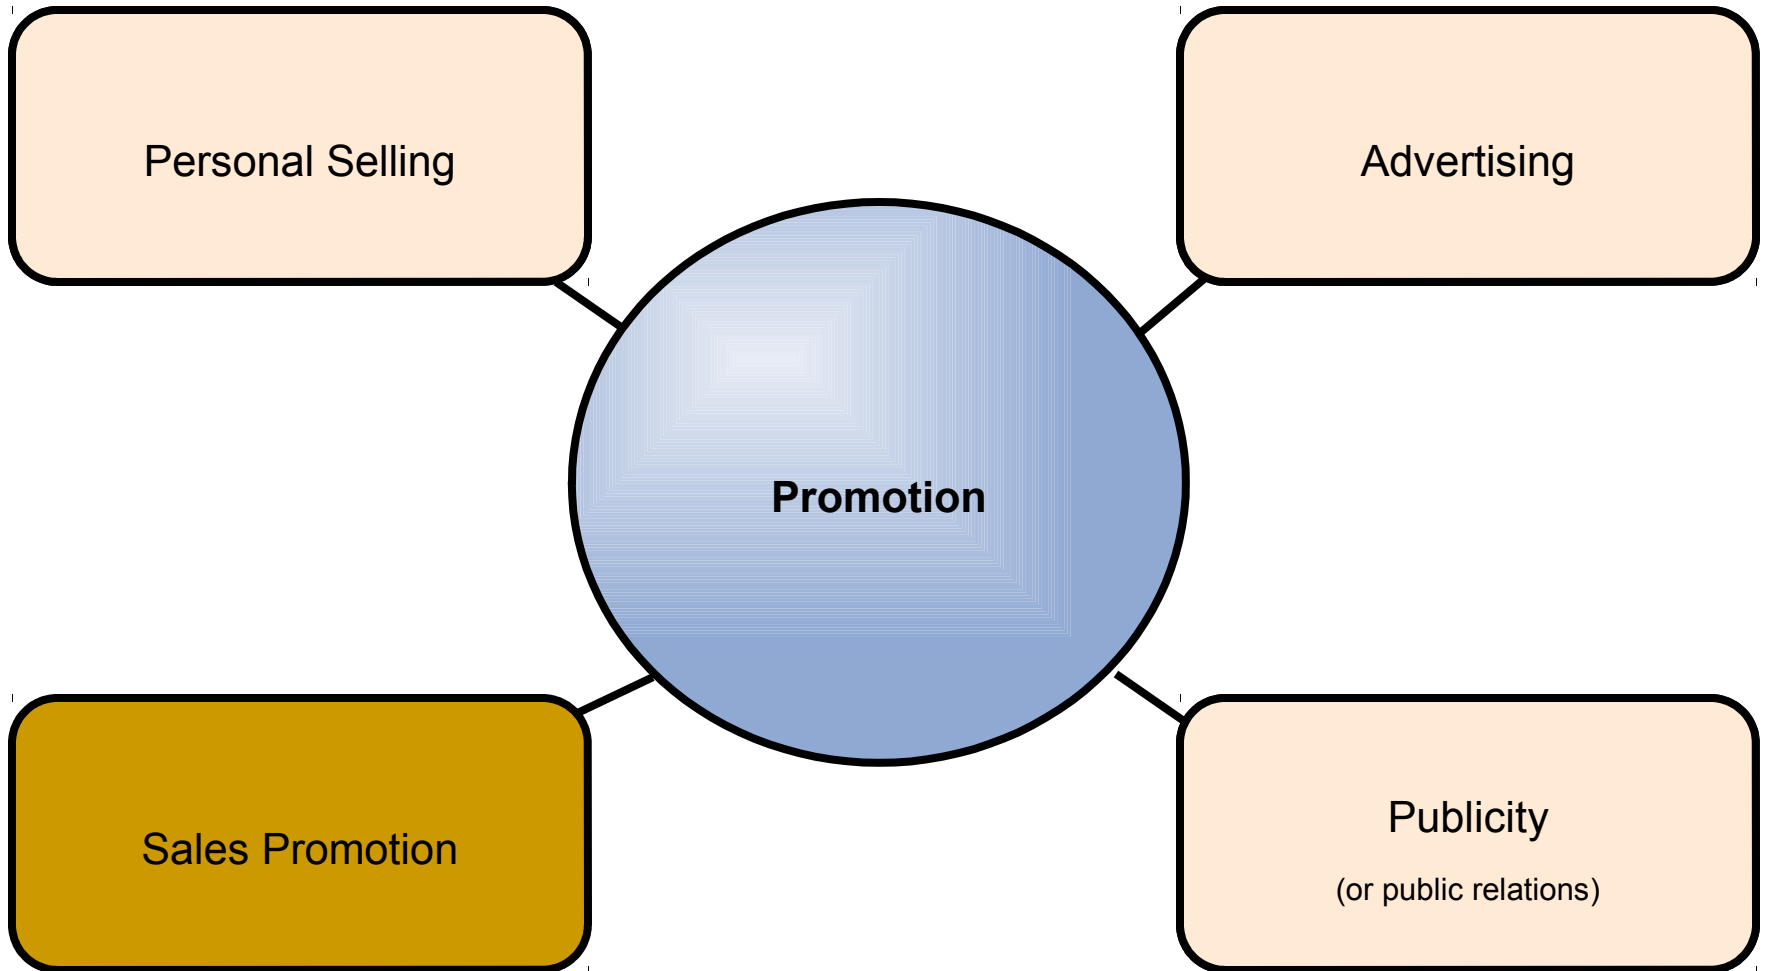 Personal Selling
Advertising
Promotion
Sales Promotion
Publicity
(or public relations)